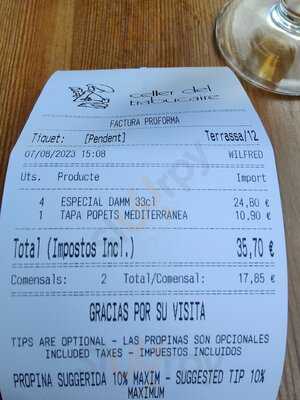 celler del
trabucaire
FACTURA PROFORMA
Tiquet: [Pendent] Terrassa/12
07/08/2023 15:08 WILFRED
Uts. Producte Import
4 ESPECIAL DAMM 33cl 24,80 €
1 TAPA POPETS MEDITERRANEA 10,90 €
Total (Impostos Incl.) 35,70 €
Comensals: 2 Total/Comensal: 17,85 €
GRACIAS POR SU VISITA
TIPS ARE OPTIONAL - LAS PROPINAS SON OPCIONALES
INCLUDED TAXES - IMPUESTOS INCLUIDOS
PROPINA SUGGERIDA 10% MAXIM - SUGGESTED TIP 10%
MAXIMUM